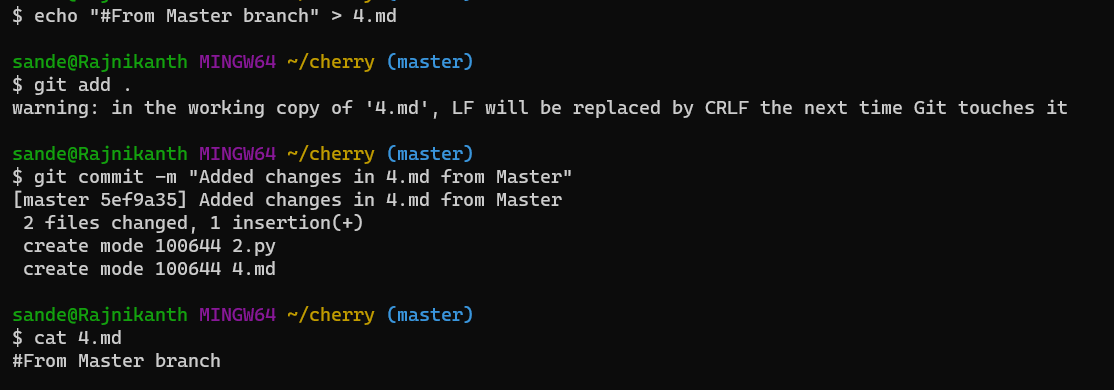 $ echo "#From Master branch" > 4.md
sande@Rajnikanth MINGW64 ~/cherry (master)
$ git add .
warning: in the working copy of '4.md', LF will be replaced by CRLF the next time Git touches it
sande@Rajnikanth MINGW64 ~/cherry (master)
$ git commit -m "Added changes in 4.md from Master"
[master 5ef9a35] Added changes in 4.md from Master
 2 files changed, 1 insertion(+)
 create mode 100644 2.py
 create mode 100644 4.md
sande@Rajnikanth MINGW64 ~/cherry (master)
$ cat 4.md
#From Master branch